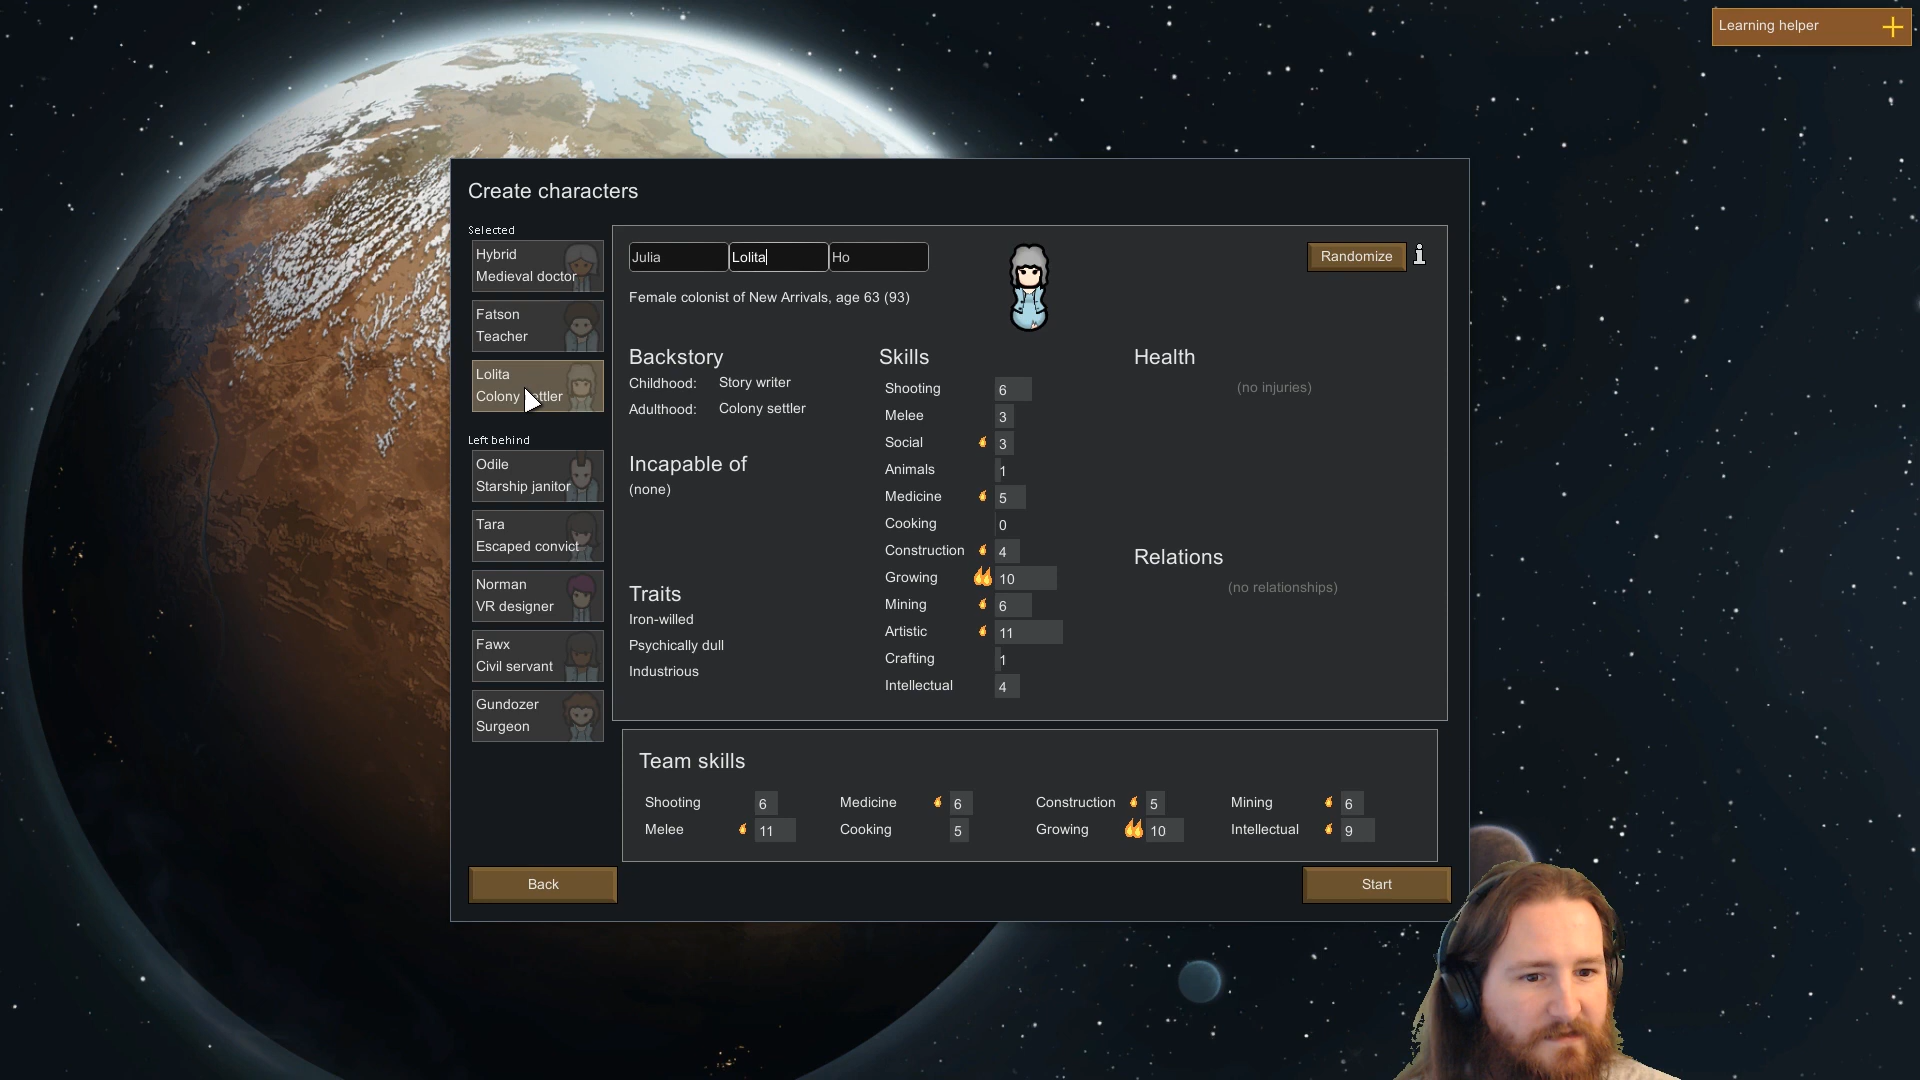 Learning helper
Create characters
Selected
Hybrid
Medieval doctor
Fatson
Teacher
Lolita
Colony settler
Left behind
Odile
Starship janitor
Tara
Escaped convict
Norman
VR designer
Fawx
Civil servant
Gundozer
Surgeon
Julia Lolita Ho
Randomize
Female colonist of New Arrivals, age 63 (93)
Backstory
Childhood: Story writer
Adulthood: Colony settler
Incapable of
(none)
Traits
Iron-willed
Psychically dull
Industrious
Skills
Shooting 6
Melee 3
Social 3
Animals 1
Medicine 5
Cooking 0
Construction 4
Growing 10
Mining 6
Artistic 11
Crafting 1
Intellectual 4
Health
(no injuries)
Relations
(no relationships)
Team skills
Shooting 6 Medicine 6 Construction 5 Mining 6
Melee 11 Cooking 5 Growing 10 Intellectual 9
Back
Start